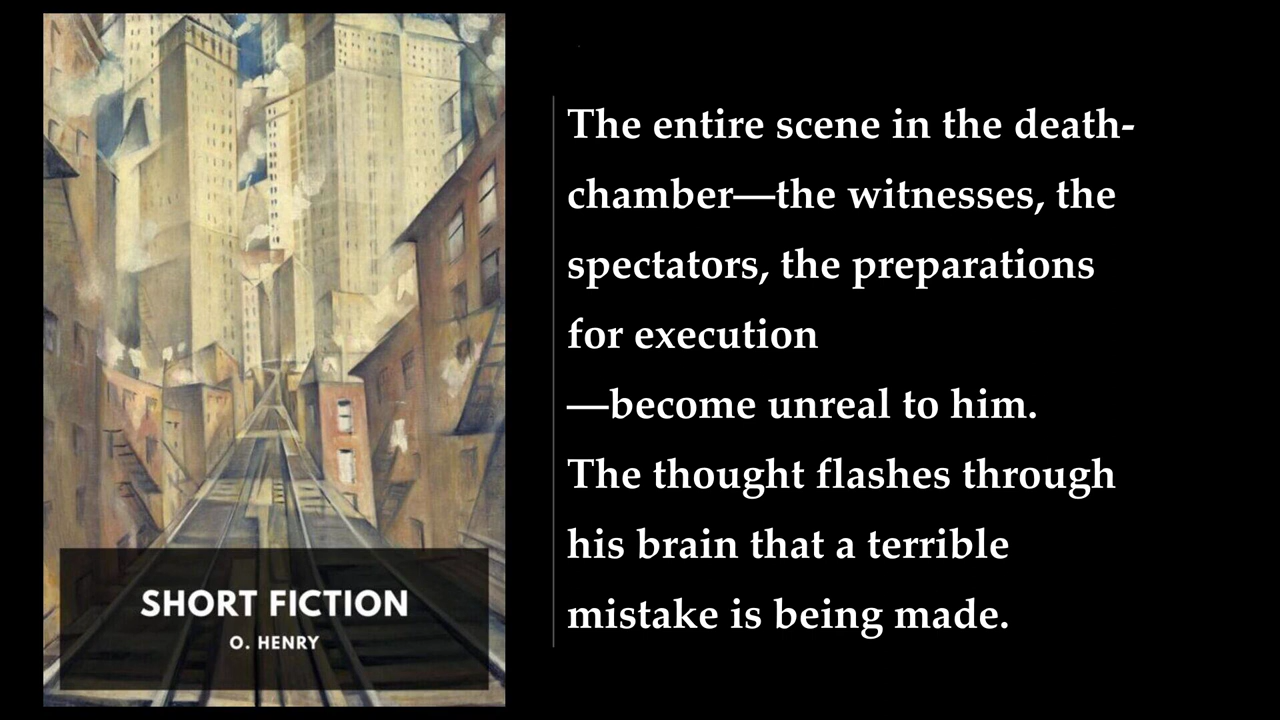 SHORT FICTION
O. HENRY
The entire scene in the death-
chamber—the witnesses, the
spectators, the preparations
for execution
—become unreal to him.
The thought flashes through
his brain that a terrible
mistake is being made.